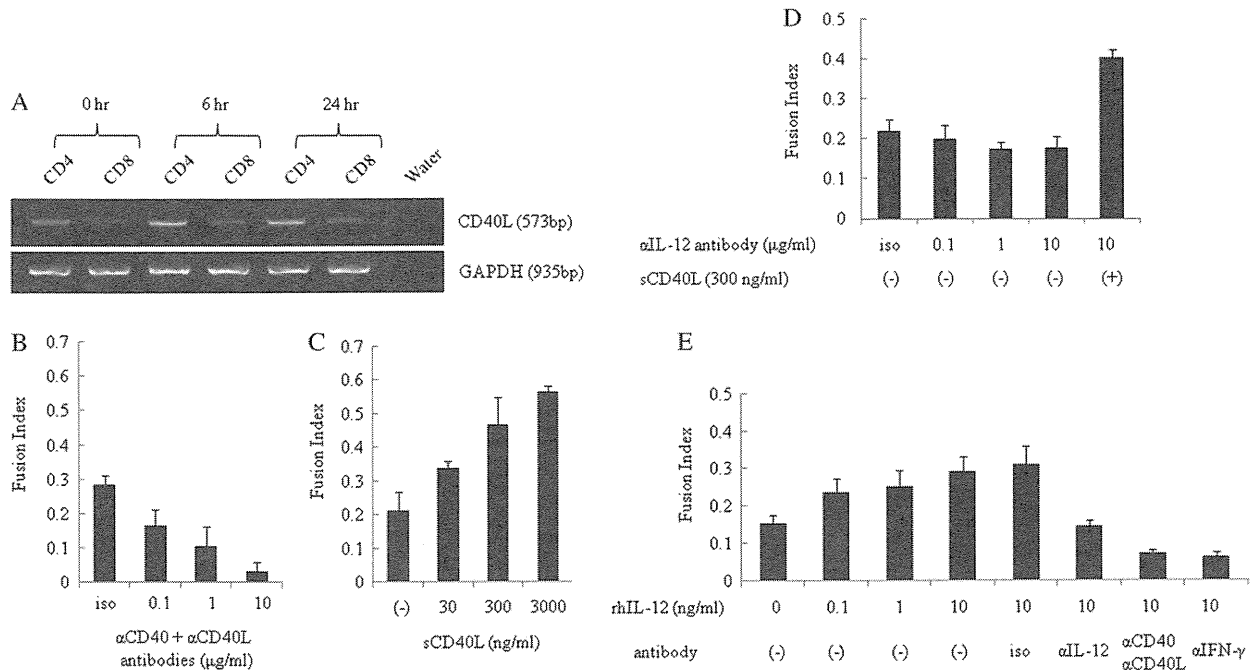 A
0 hr 6 hr 24 hr
CD4 CD8 CD4 CD8 CD4 CD8 Water
CD40L (573bp)
GAPDH (935bp)
D
Fusion Index
0.5
0.4
0.3
0.2
0.1
0
αIL-12 antibody (μg/ml) iso 0.1 1 10 10
sCD40L (300 ng/ml) (-) (-) (-) (-) (+)
B
Fusion Index
0.7
0.6
0.5
0.4
0.3
0.2
0.1
0
iso 0.1 1 10
αCD40 + αCD40L
antibodies (μg/ml)
C
Fusion Index
0.7
0.6
0.5
0.4
0.3
0.2
0.1
0
(-) 30 300 3000
sCD40L (ng/ml)
E
Fusion Index
0.5
0.4
0.3
0.2
0.1
0
rhIL-12 (ng/ml) 0 0.1 1 10 10 10 10 10
antibody (-) (-) (-) (-) iso αIL-12 αCD40 αIFN-γ
αCD40L